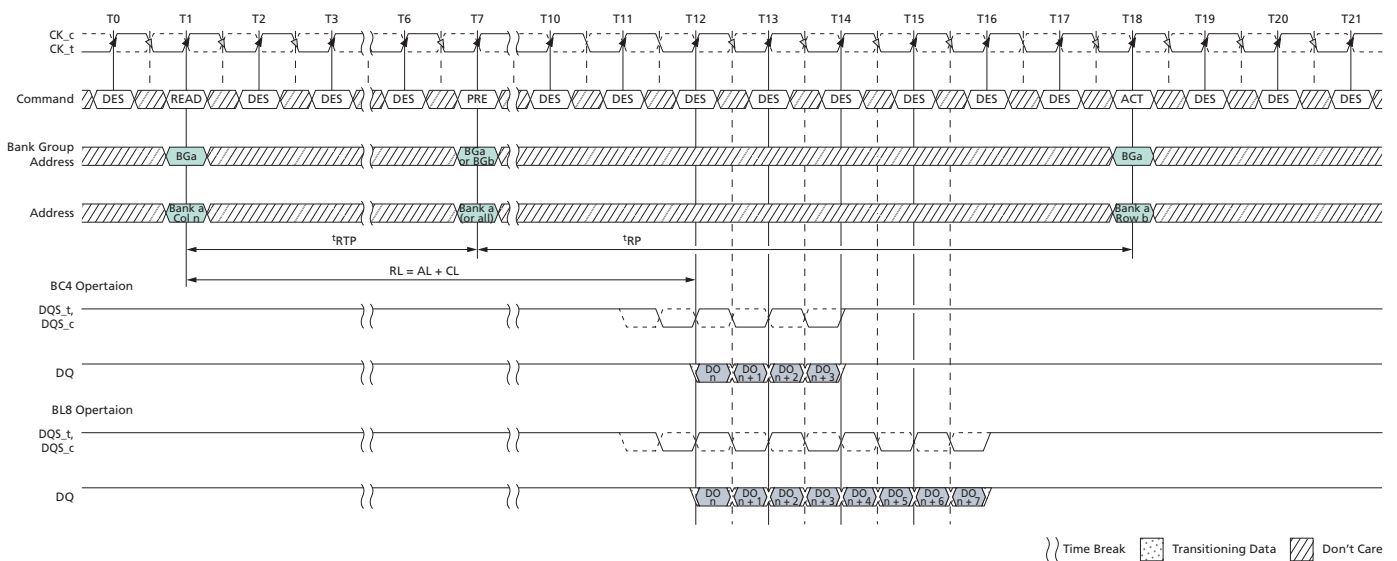 T0 T1 T2 T3 T6 T7 T10 T11 T12 T13 T14 T15 T16 T17 T18 T19 T20 T21
CK_c
CK_t
Command DES READ DES DES DES PRE DES DES DES DES DES DES DES DES ACT DES DES DES
Bank Group
Address
BGa
BGa
or BGb
BGa
Address
Bank a
Col n
Bank a
(or all)
Bank a
Row b
tRTP
tRP
RL = AL + CL
BC4 Opertaion
DQS_t,
DQS_c
DQ
DO
n
DO
n + 1
DO
n + 2
DO
n + 3
BL8 Opertaion
DQS_t,
DQS_c
DQ
DO
n
DO
n + 1
DO
n + 2
DO
n + 3
DO
n + 4
DO
n + 5
DO
n + 6
DO
n + 7
Time Break Transitioning Data Don't Care